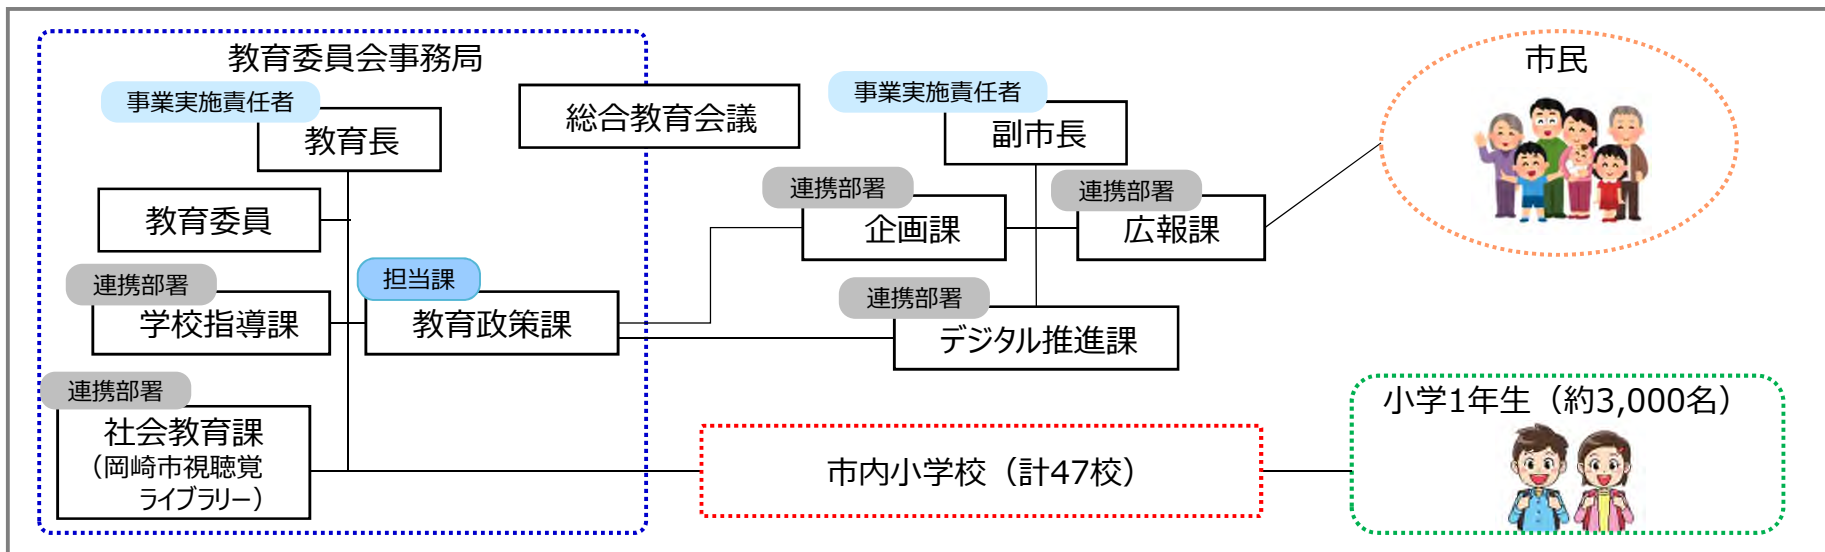 教育委員会事務局
事業実施責任者
教育長
総合教育会議
事業実施責任者
副市長
市民
教育委員
連携部署
企画課
連携部署
広報課
連携部署
学校指導課
担当課
教育政策課
連携部署
デジタル推進課
連携部署
社会教育課
（岡崎市視聴覚
ライブラリー）
市内小学校（計47校）
小学1年生（約3,000名）